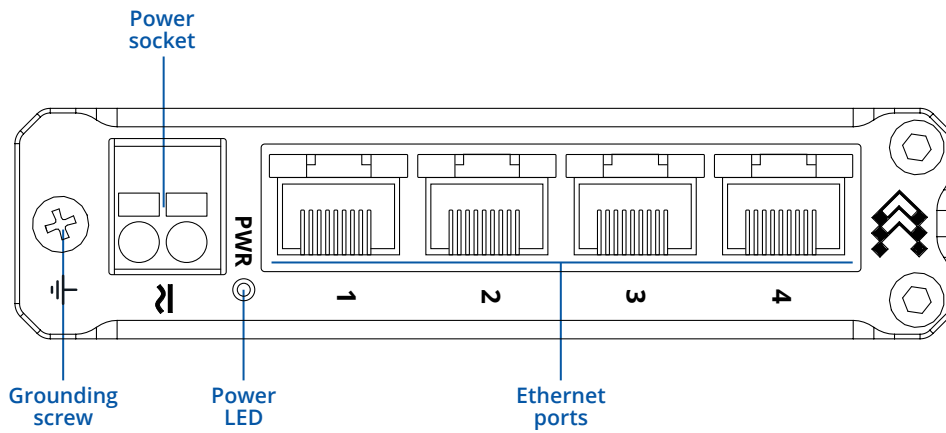 Power
socket
PWR
1
2
3
4
Grounding
screw
Power
LED
Ethernet
ports